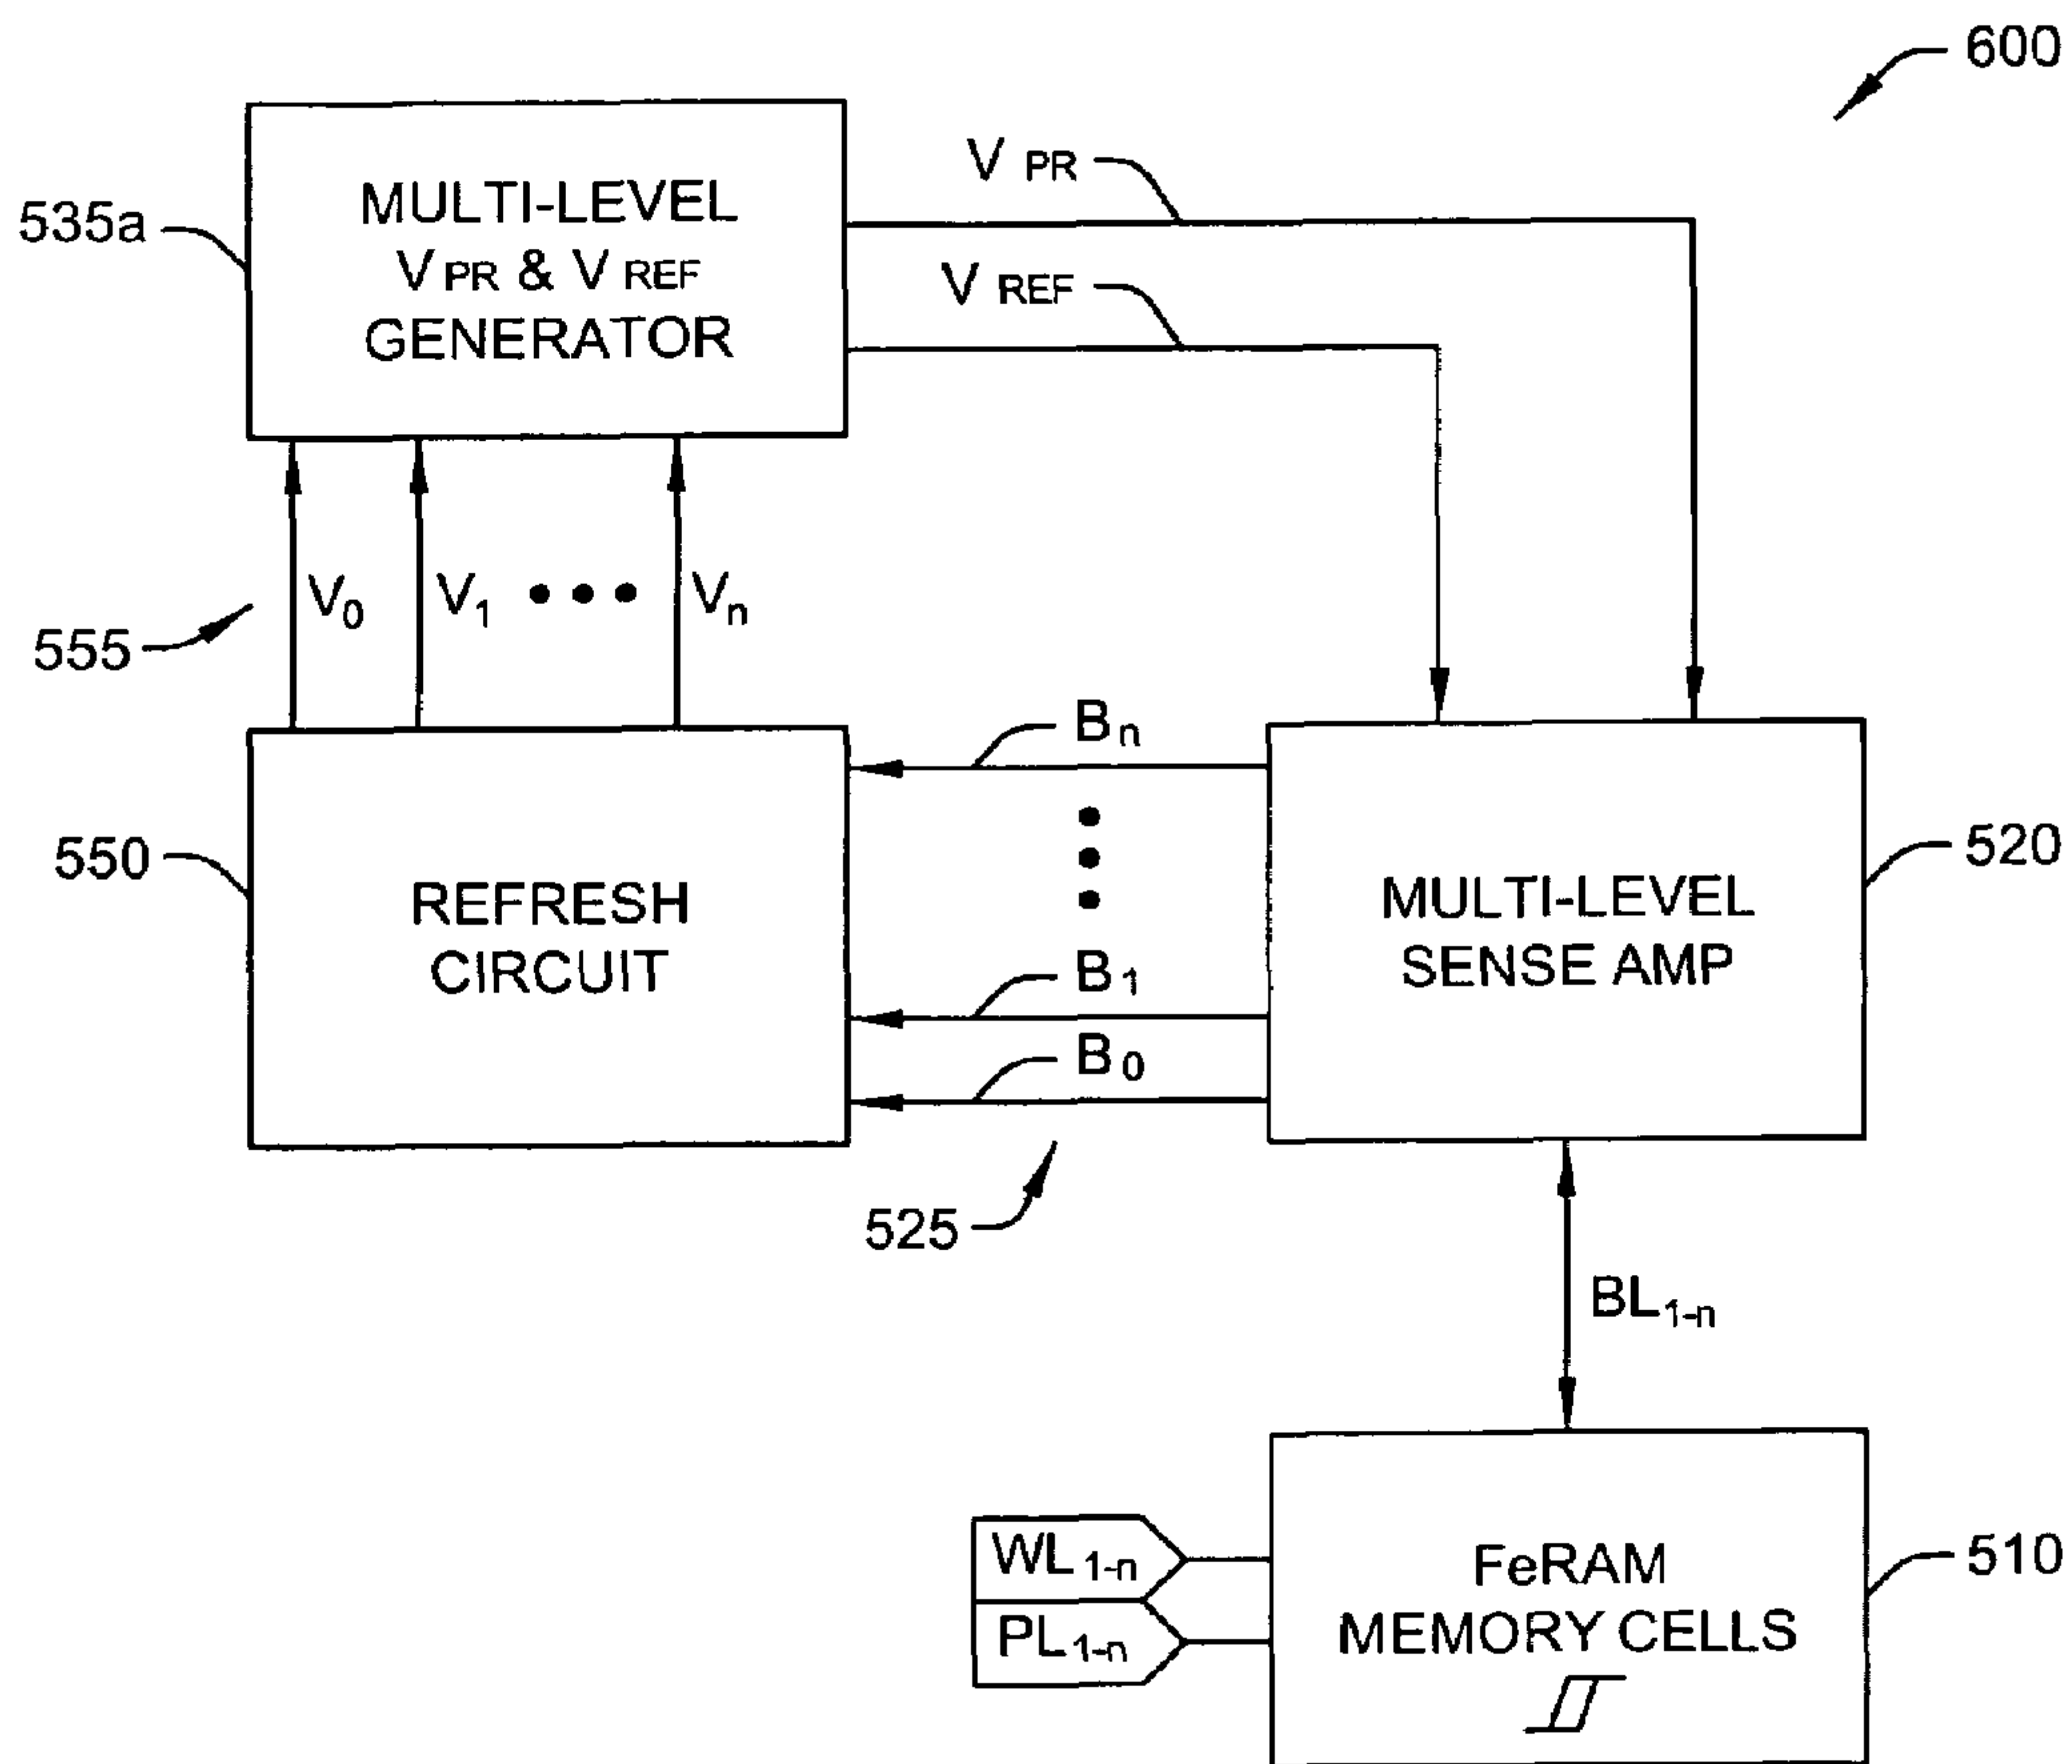 600
535a
MULTI-LEVEL
V PR & V REF
GENERATOR
V PR
V REF
555
V0
V1
Vn
550
REFRESH
CIRCUIT
Bn
B1
B0
525
MULTI-LEVEL
SENSE AMP
520
BL1-n
WL1-n
PL1-n
FeRAM
MEMORY CELLS
510